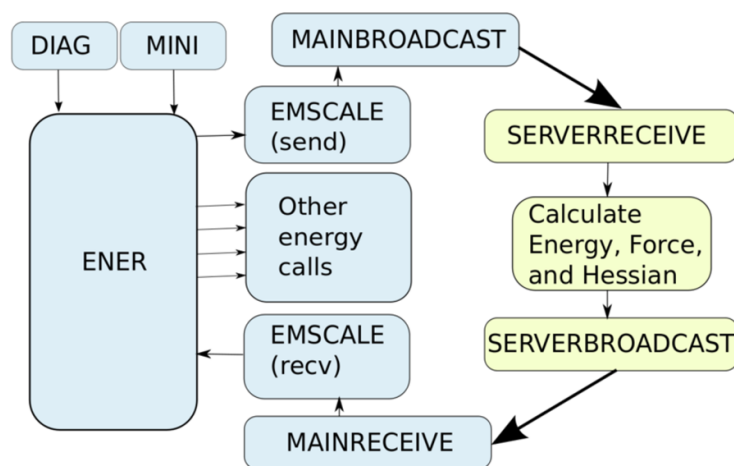 DIAG
MINI
MAINBROADCAST
EMSCALE
(send)
SERVERRECEIVE
Other
energy
calls
ENER
Calculate
Energy, Force,
and Hessian
EMSCALE
(recv)
SERVERBROADCAST
MAINRECEIVE